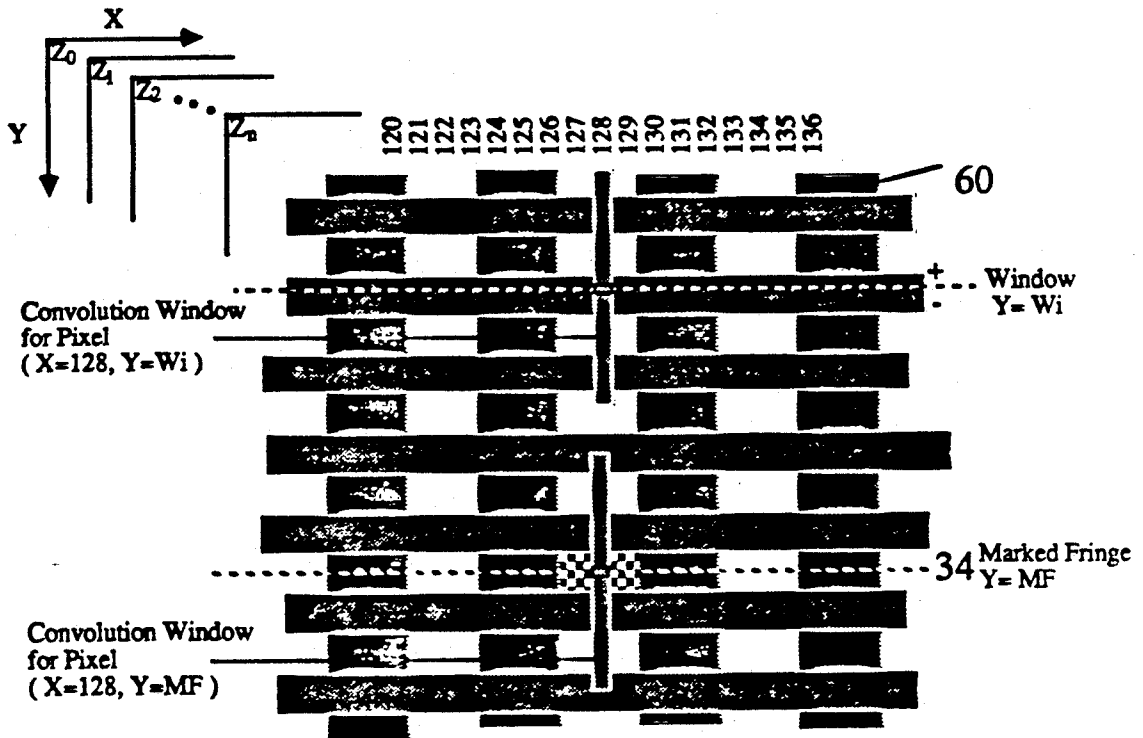 X
Z0
Z1
Z2
Zn
Y
120 121 122 123 124 125 126 127 128 129 130 131 132 133 134 135 136
60
+
-
Window
Y= Wi
Convolution Window
for Pixel
( X=128, Y=Wi )
34 Marked Fringe
Y= MF
Convolution Window
for Pixel
( X=128, Y=MF )